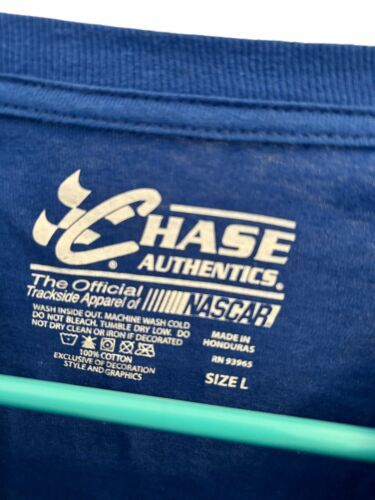 CHASE
AUTHENTICS®
The Official
Trackside Apparel of NASCAR
WASH INSIDE OUT. MACHINE WASH COLD
DO NOT BLEACH. TUMBLE DRY LOW. DO
NOT DRY CLEAN OR IRON IF DECORATED
100% COTTON
EXCLUSIVE OF DECORATION
STYLE AND GRAPHICS
MADE IN
HONDURAS
RN 93965
SIZE L